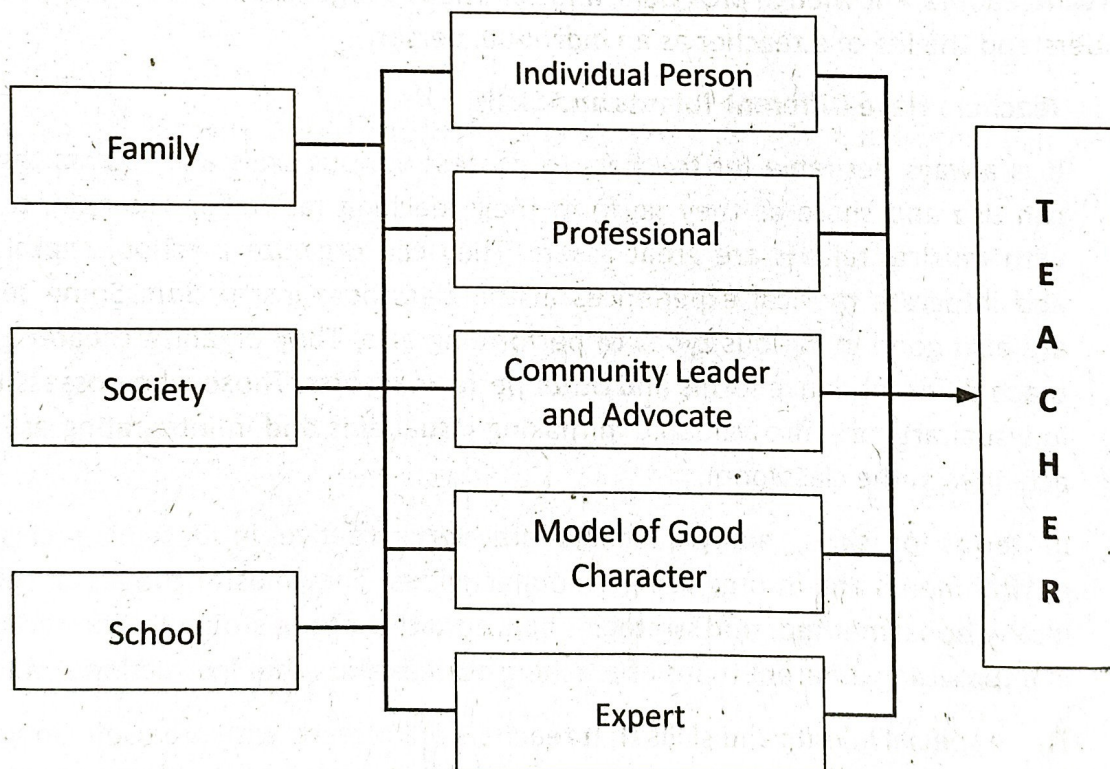 Individual Person
Family
Professional
Society
Community Leader
and Advocate
Model of Good
Character
School
Expert
T
E
A
C
H
E
R